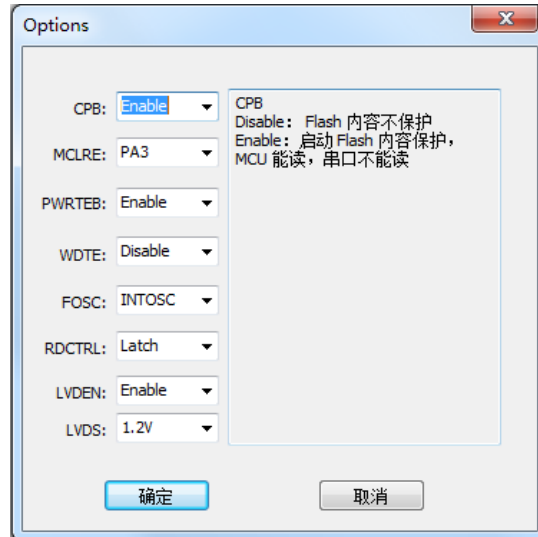 Options
CPB: Enable
MCLRE: PA3
PWRTEB: Enable
WDTE: Disable
FOSC: INTOSC
RDCTRL: Latch
LVDEN: Enable
LVDS: 1.2V
CPB
Disable: Flash 内容不保护
Enable: 启动 Flash 内容保护，
MCU 能读，串口不能读
确定
取消